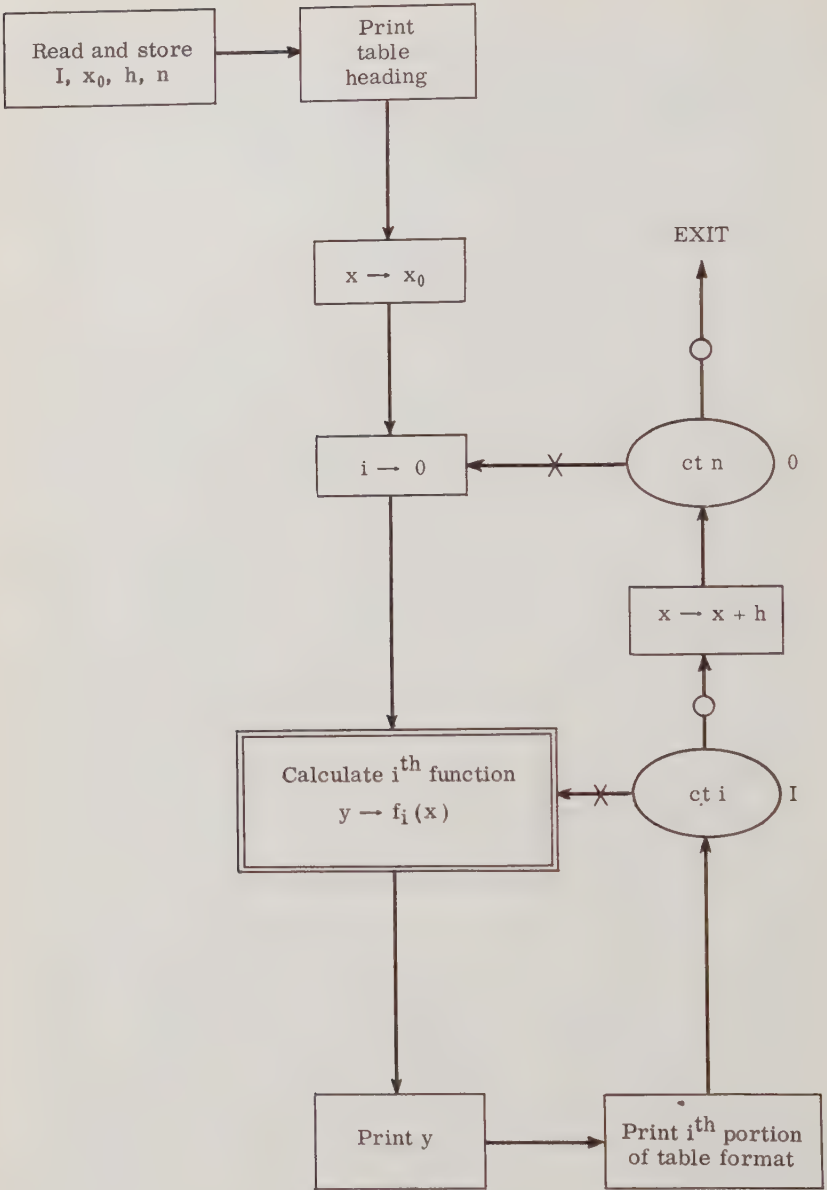 Read and store
I, x₀, h, n
Print
table
heading
x → x₀
EXIT
i → 0
ct n
0
x → x + h
Calculate iᵗʰ function
y → fᵢ(x)
ct i
I
Print y
Print iᵗʰ portion
of table format